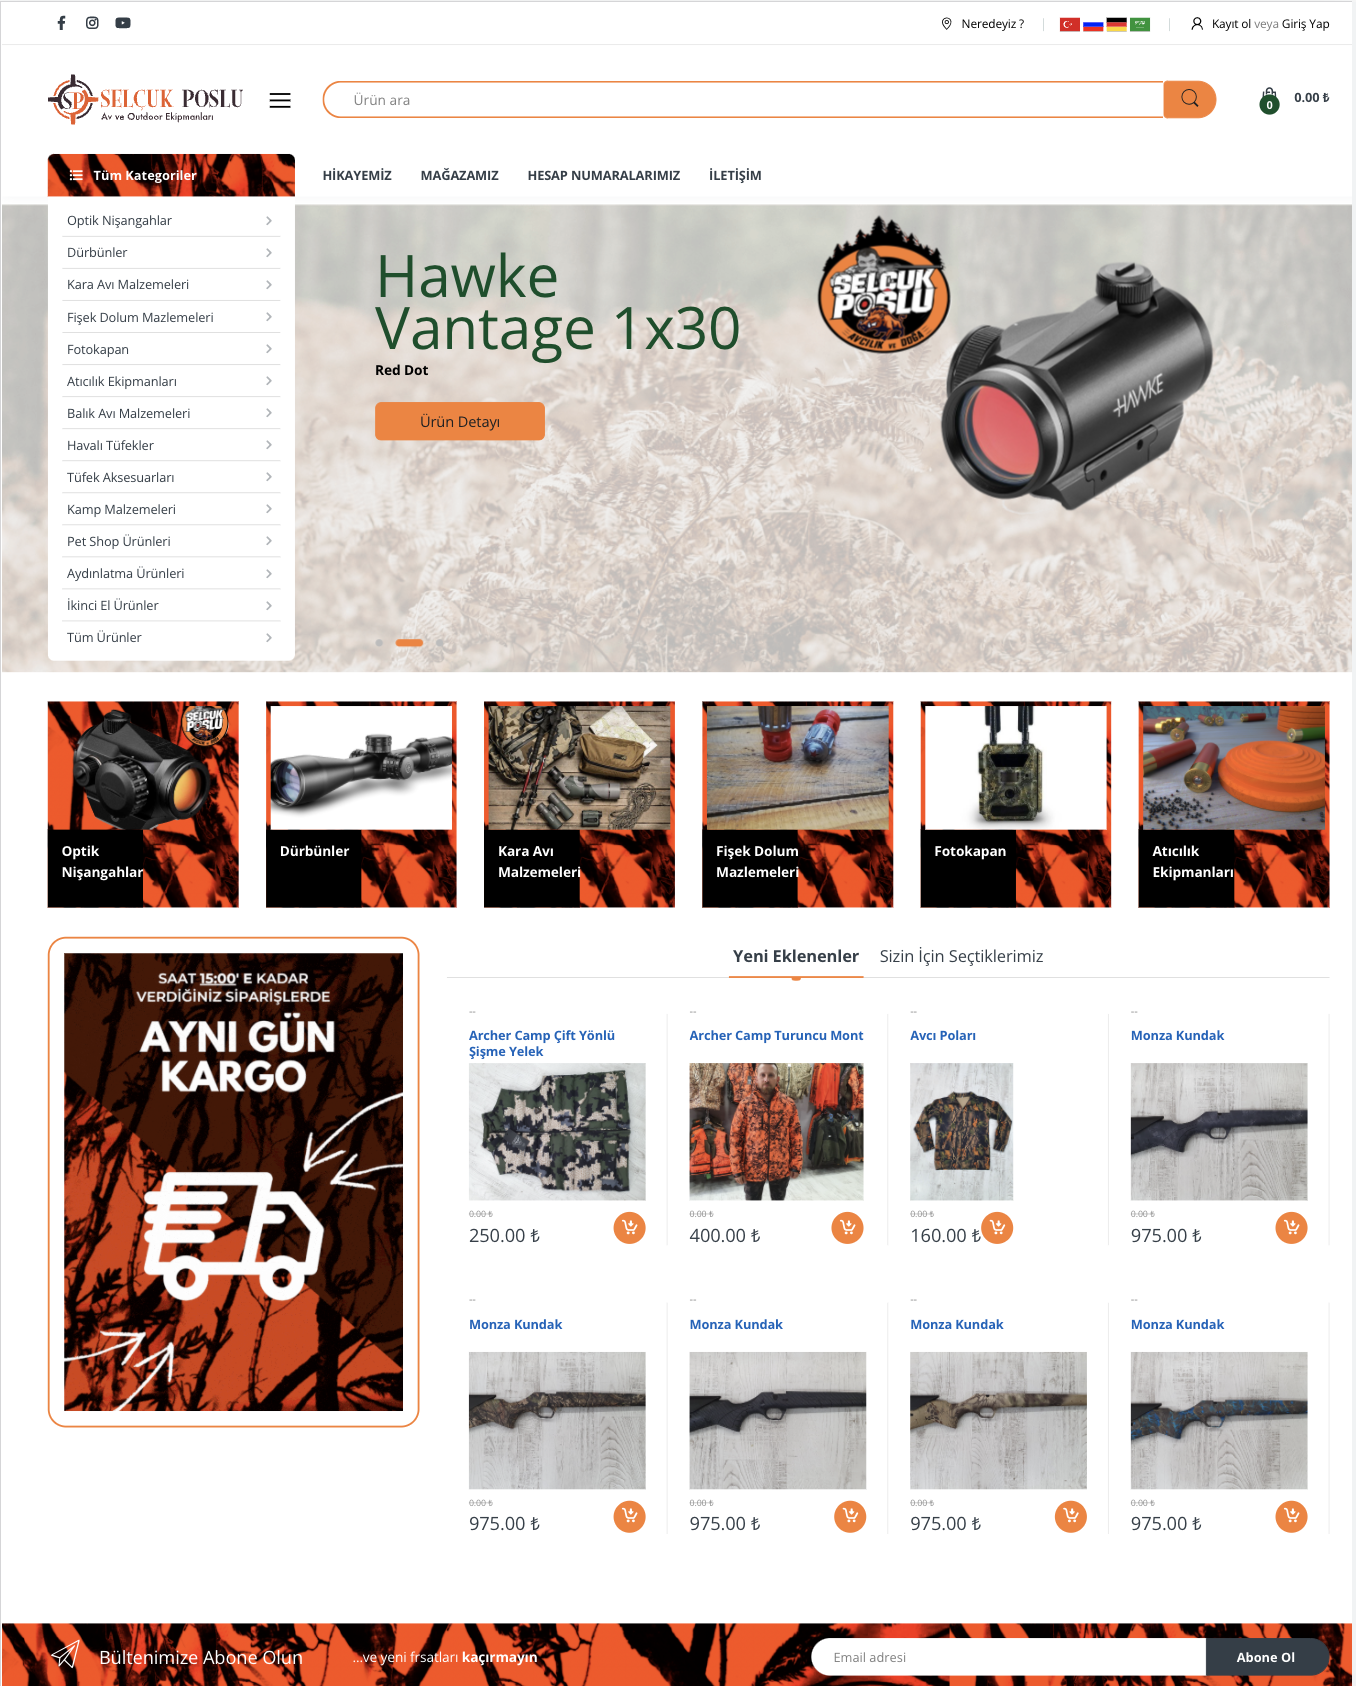 Neredeyiz ?
Kayıt ol veya Giriş Yap
SP SELÇUK POSLU
Av ve Outdoor Ekipmanları
Ürün ara
0
0.00 ₺
Tüm Kategoriler
HİKAYEMİZ
MAĞAZAMIZ
HESAP NUMARALARIMIZ
İLETİŞİM
Optik Nişangahlar
Dürbünler
Kara Avı Malzemeleri
Fişek Dolum Mazlemeleri
Fotokapan
Atıcılık Ekipmanları
Balık Avı Malzemeleri
Havalı Tüfekler
Tüfek Aksesuarları
Kamp Malzemeleri
Pet Shop Ürünleri
Aydınlatma Ürünleri
İkinci El Ürünler
Tüm Ürünler
Hawke
Vantage 1x30
Red Dot
Ürün Detayı
SELÇUK
POSLU
AVCILIK VE DOĞA
HAWKE
SELÇUK
POSLU
Optik
Nişangahlar
Dürbünler
Kara Avı
Malzemeleri
Fişek Dolum
Mazlemeleri
Fotokapan
Atıcılık
Ekipmanları
SAAT 15:00' E KADAR
VERDİĞİNİZ SİPARİŞLERDE
AYNI GÜN
KARGO
Yeni Eklenenler
Sizin İçin Seçtiklerimiz
--
Archer Camp Çift Yönlü
Şişme Yelek
0.00 ₺
250.00 ₺
--
Archer Camp Turuncu Mont
0.00 ₺
400.00 ₺
--
Avcı Poları
0.00 ₺
160.00 ₺
--
Monza Kundak
0.00 ₺
975.00 ₺
--
Monza Kundak
0.00 ₺
975.00 ₺
--
Monza Kundak
0.00 ₺
975.00 ₺
--
Monza Kundak
0.00 ₺
975.00 ₺
--
Monza Kundak
0.00 ₺
975.00 ₺
Bültenimize Abone Olun
...ve yeni frsatları kaçırmayın
Email adresi
Abone Ol